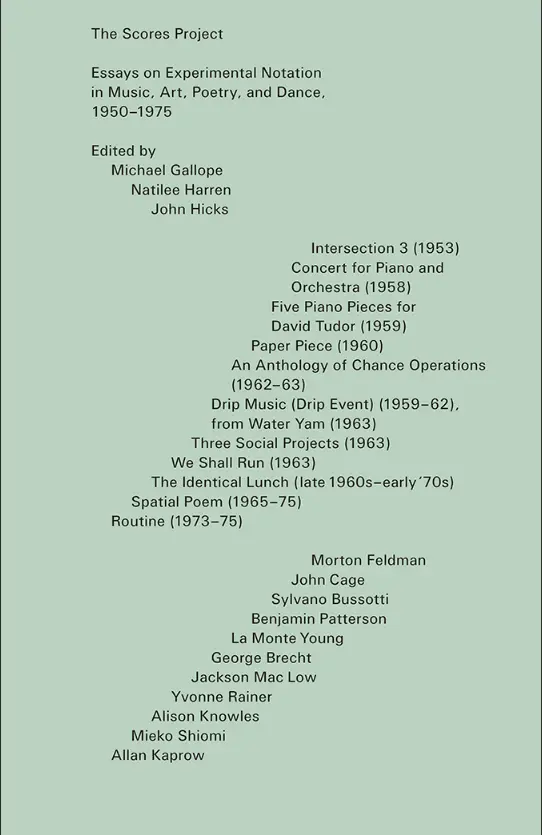 The Scores Project
Essays on Experimental Notation
in Music, Art, Poetry, and Dance,
1950–1975
Edited by
Michael Gallope
Natilee Harren
John Hicks
Intersection 3 (1953)
Concert for Piano and
Orchestra (1958)
Five Piano Pieces for
David Tudor (1959)
Paper Piece (1960)
An Anthology of Chance Operations
(1962–63)
Drip Music (Drip Event) (1959–62),
from Water Yam (1963)
Three Social Projects (1963)
We Shall Run (1963)
The Identical Lunch (late 1960s–early ’70s)
Spatial Poem (1965–75)
Routine (1973–75)
Morton Feldman
John Cage
Sylvano Bussotti
Benjamin Patterson
La Monte Young
George Brecht
Jackson Mac Low
Yvonne Rainer
Alison Knowles
Mieko Shiomi
Allan Kaprow